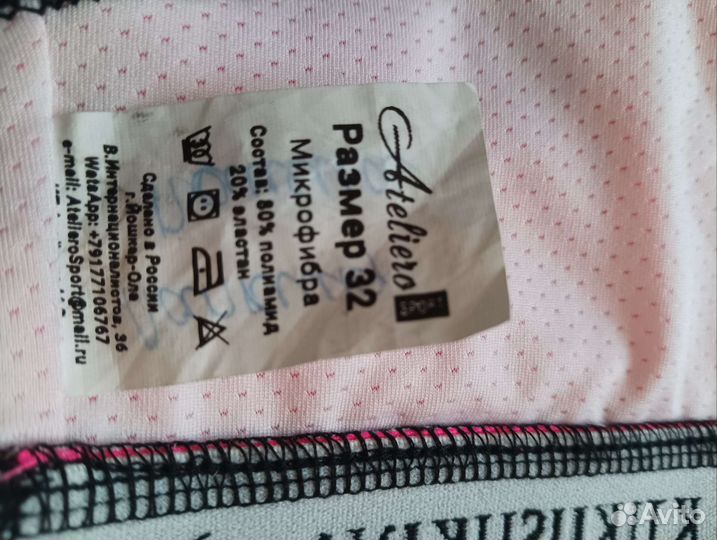 Ateliero
Размер 32
Микрофибра
Состав: 80% полиамид
20% эластан
Сделано в России
г.Йошкар-Ола
В.Интернационалистов, 36
WatsApp: +79177106767
e-mail: AtelieroSport@mail.ru
Avito